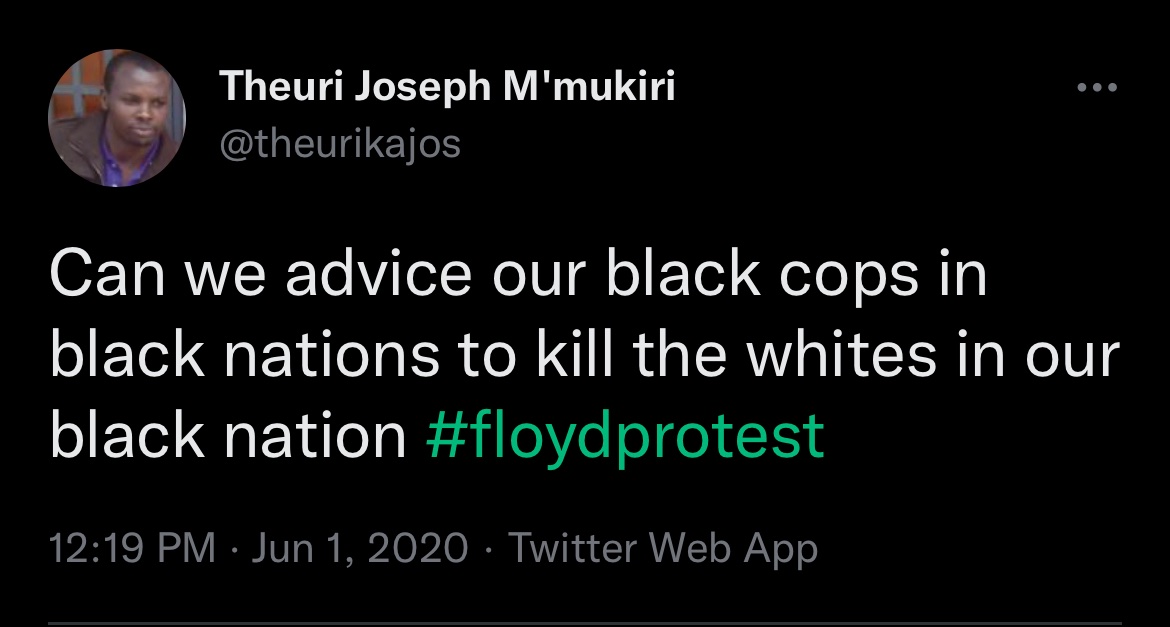 Theuri Joseph M'mukiri
@theurikajos
Can we advice our black cops in
black nations to kill the whites in our
black nation #floydprotest
12:19 PM · Jun 1, 2020 · Twitter Web App